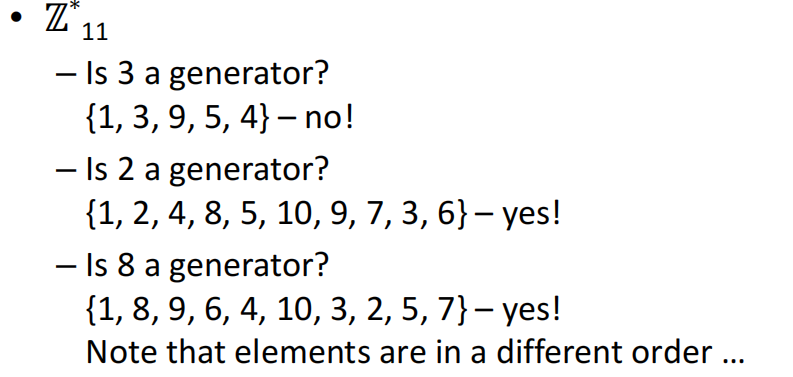 • ℤ*₁₁
– Is 3 a generator?
{1, 3, 9, 5, 4} – no!
– Is 2 a generator?
{1, 2, 4, 8, 5, 10, 9, 7, 3, 6} – yes!
– Is 8 a generator?
{1, 8, 9, 6, 4, 10, 3, 2, 5, 7} – yes!
Note that elements are in a different order ...